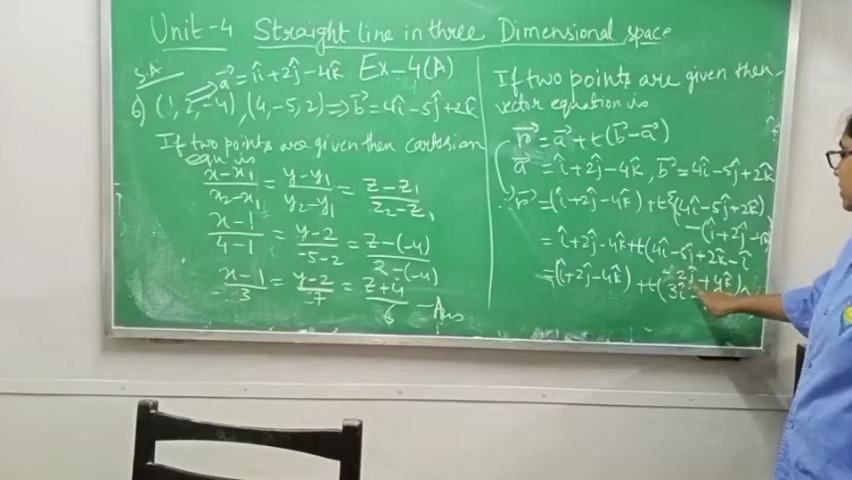 Unit-4 Straight line in three Dimensional space
S.A.
⇒ a⃗ = î+2ĵ-4k̂ Ex-4(A)
6) (1, 2, -4), (4, -5, 2) ⇒ b⃗ = 4î-5ĵ+2k̂
If two points are given then cartesian
equ is
x-x₁/x₂-x₁ = y-y₁/y₂-y₁ = z-z₁/z₂-z₁
x-1/4-1 = y-2/-5-2 = z-(-4)/2-(-4)
x-1/3 = y-2/-7 = z+4/6 -Ans
If two points are given then
vector equation is
r⃗ = a⃗ + t(b⃗-a⃗)
a⃗ = î+2ĵ-4k̂, b⃗ = 4î-5ĵ+2k̂
∴ r⃗ = (î+2ĵ-4k̂) + t{(4î-5ĵ+2k̂)
-(î+2ĵ-4k̂)
= î+2ĵ-4k̂+t(4î-5ĵ+2k̂-î
-2ĵ+4k̂)
= (î+2ĵ-4k̂) + t(3î-